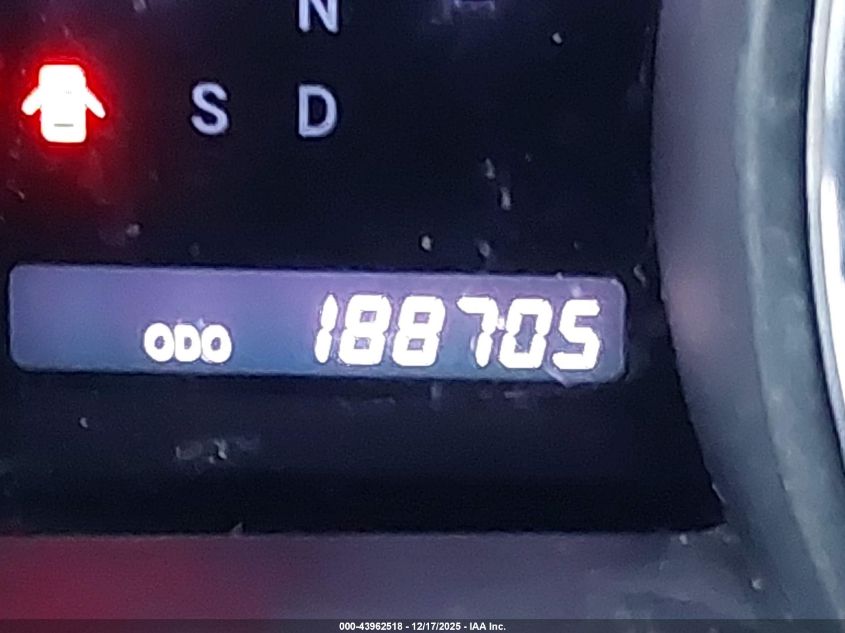 N
S D
ODO 188705
000-43962518 - 12/17/2025 - IAA Inc.